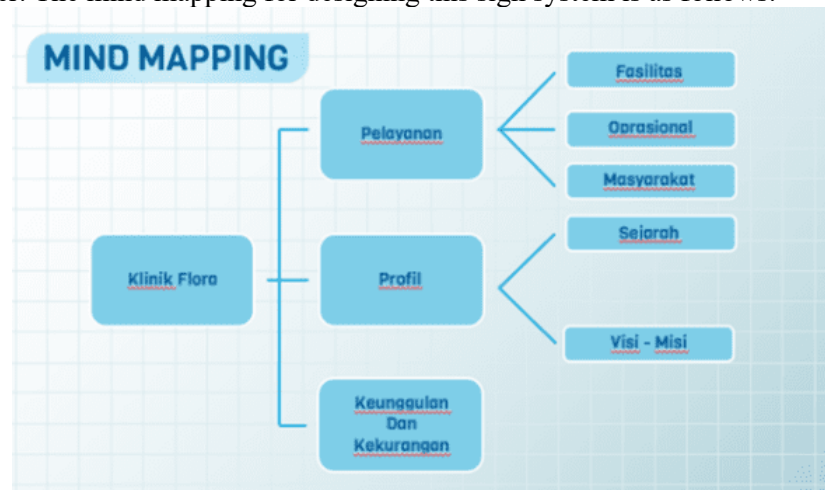 The mind mapping for designing this sign system is as follows:
MIND MAPPING
Pelayanan
Fasilitas
Oprasional
Masyarakat
Klinik Flora
Profil
Sejarah
Visi - Misi
Keunggulan
Dan
Kekurangan